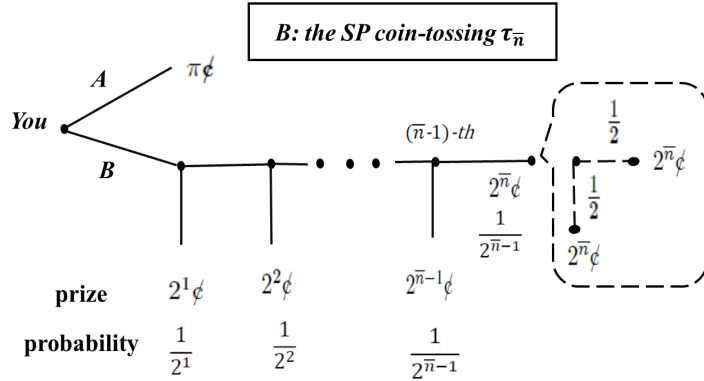 B: the SP coin-tossing τ_n̅
A
π¢
You
B
(n̅-1)-th
2^n̅¢
1/2^(n̅-1)
1/2
2^n̅¢
1/2
2^n̅¢
prize 2^1¢ 2^2¢ 2^(n̅-1)¢
probability 1/2^1 1/2^2 1/2^(n̅-1)